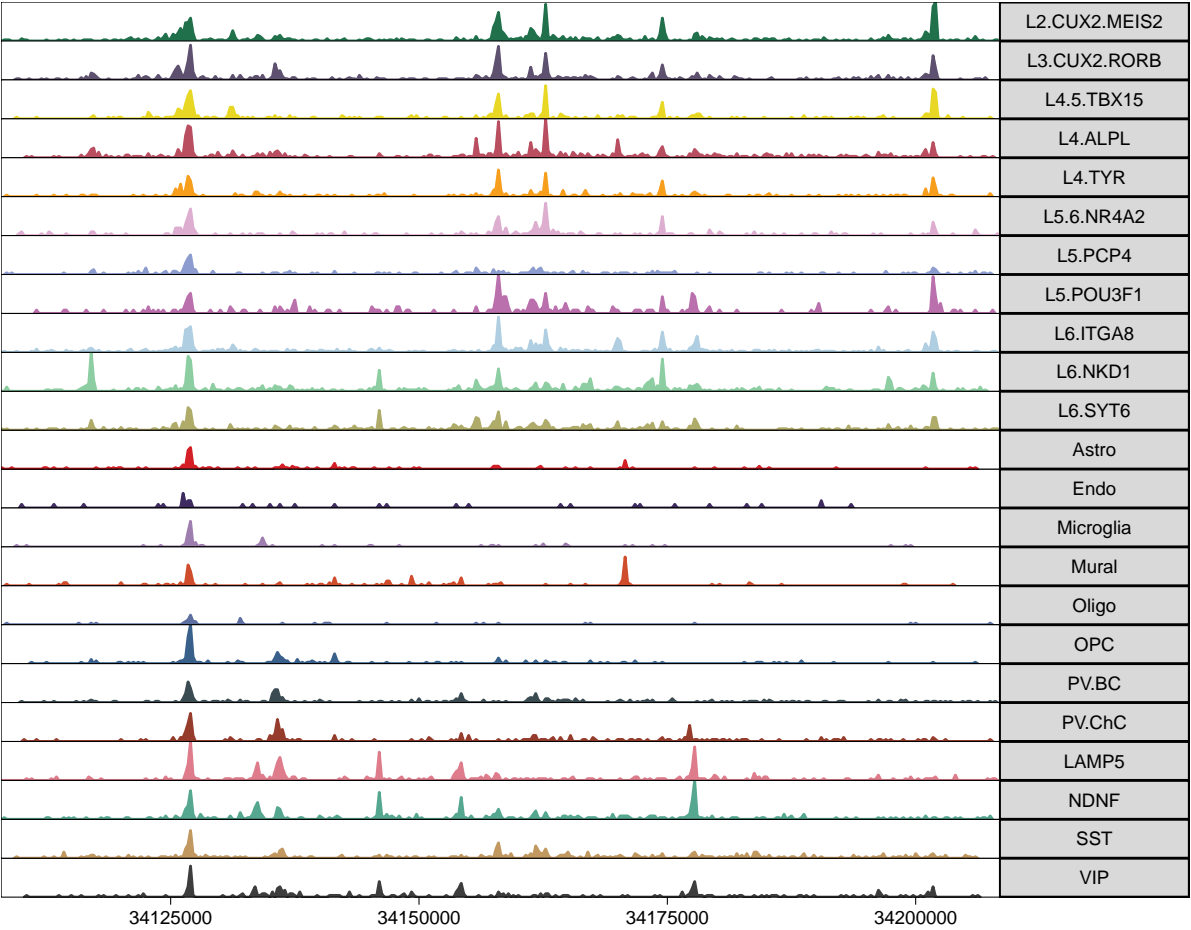 L2.CUX2.MEIS2
L3.CUX2.RORB
L4.5.TBX15
L4.ALPL
L4.TYR
L5.6.NR4A2
L5.PCP4
L5.POU3F1
L6.ITGA8
L6.NKD1
L6.SYT6
Astro
Endo
Microglia
Mural
Oligo
OPC
PV.BC
PV.ChC
LAMP5
NDNF
SST
VIP
34125000 34150000 34175000 34200000